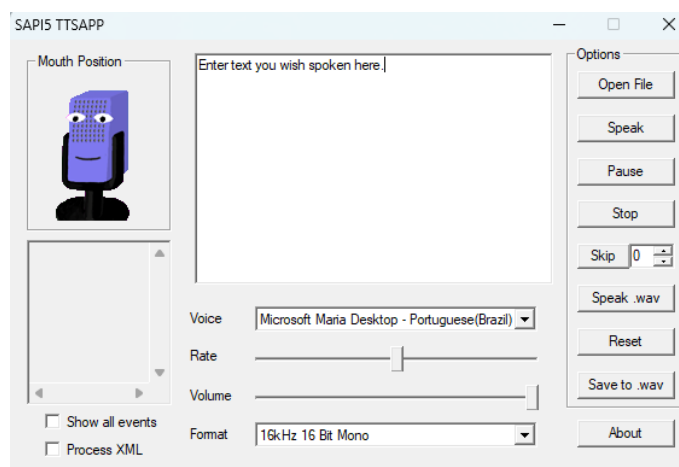 SAPI5 TTSAPP
Mouth Position
Enter text you wish spoken here.
Options
Open File
Speak
Pause
Stop
Skip 0
Speak .wav
Reset
Save to .wav
About
Voice Microsoft Maria Desktop - Portuguese(Brazil)
Rate
Volume
Format 16kHz 16 Bit Mono
Show all events
Process XML